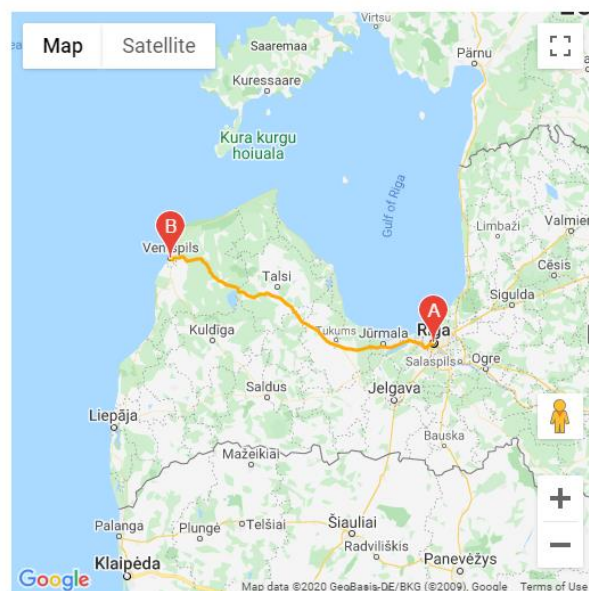 Map
Satellite
Virtsu
Saaremaa
Pärnu
Kuressaare
Kura kurgu
hoiuala
Gulf of Riga
Limbaži
Valmier
Cēsis
B
Ventspils
Talsi
Sigulda
A
Rīga
Tukums
Jūrmala
Kuldīga
Salaspils
Ogre
Saldus
Jelgava
Liepāja
Bauska
Mažeikiai
Palanga
Plungė
Telšiai
Šiauliai
Radviliškis
Klaipėda
Panevėžys
Google
Map data ©2020 GeoBasis-DE/BKG (©2009), Google
Terms of Use